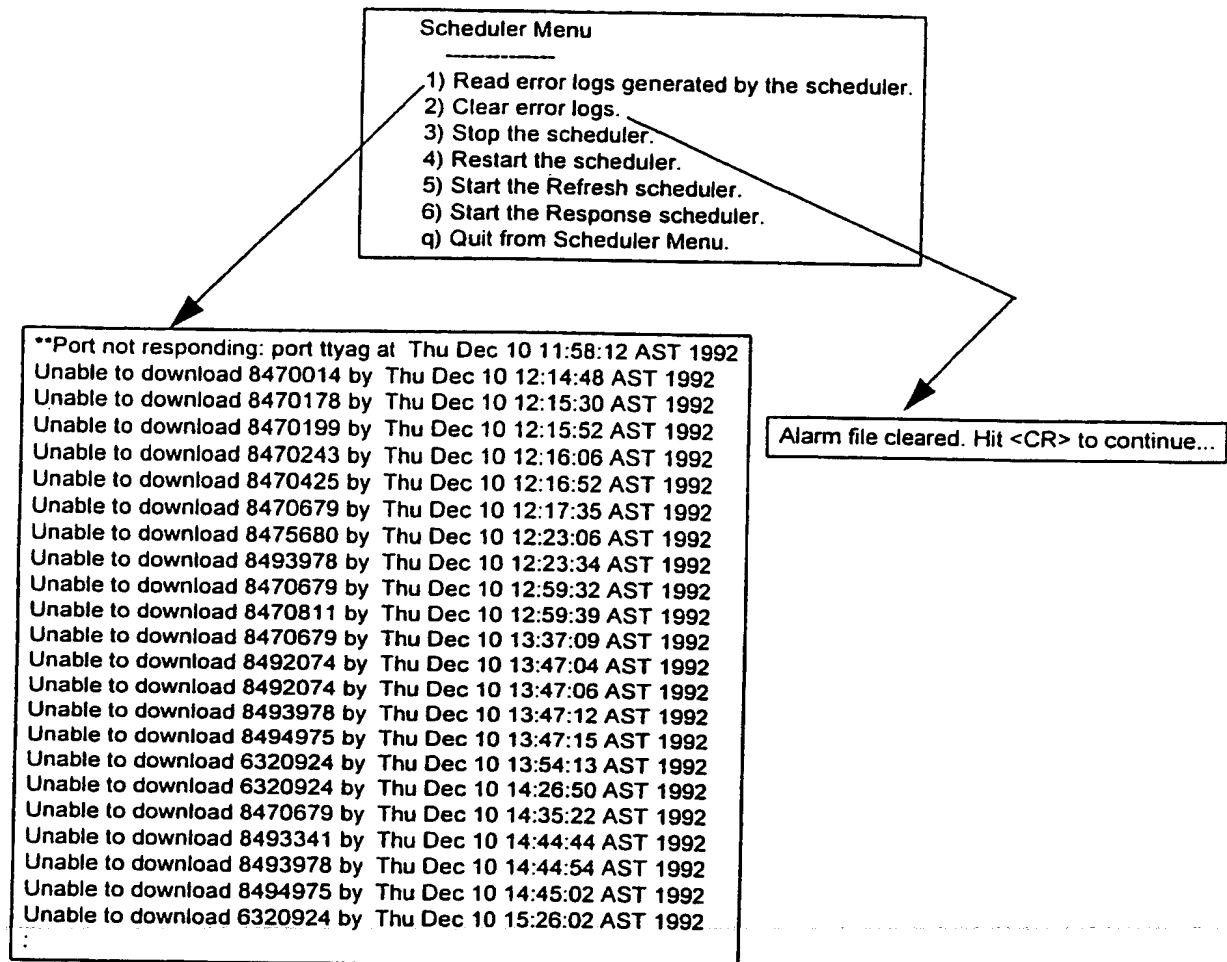 Scheduler Menu
--------------
1) Read error logs generated by the scheduler.
2) Clear error logs.
3) Stop the scheduler.
4) Restart the scheduler.
5) Start the Refresh scheduler.
6) Start the Response scheduler.
q) Quit from Scheduler Menu.
**Port not responding: port ttyag at Thu Dec 10 11:58:12 AST 1992
Unable to download 8470014 by Thu Dec 10 12:14:48 AST 1992
Unable to download 8470178 by Thu Dec 10 12:15:30 AST 1992
Unable to download 8470199 by Thu Dec 10 12:15:52 AST 1992
Unable to download 8470243 by Thu Dec 10 12:16:06 AST 1992
Unable to download 8470425 by Thu Dec 10 12:16:52 AST 1992
Unable to download 8470679 by Thu Dec 10 12:17:35 AST 1992
Unable to download 8475680 by Thu Dec 10 12:23:06 AST 1992
Unable to download 8493978 by Thu Dec 10 12:23:34 AST 1992
Unable to download 8470679 by Thu Dec 10 12:59:32 AST 1992
Unable to download 8470811 by Thu Dec 10 12:59:39 AST 1992
Unable to download 8470679 by Thu Dec 10 13:37:09 AST 1992
Unable to download 8492074 by Thu Dec 10 13:47:04 AST 1992
Unable to download 8492074 by Thu Dec 10 13:47:06 AST 1992
Unable to download 8493978 by Thu Dec 10 13:47:12 AST 1992
Unable to download 8494975 by Thu Dec 10 13:47:15 AST 1992
Unable to download 6320924 by Thu Dec 10 13:54:13 AST 1992
Unable to download 6320924 by Thu Dec 10 14:26:50 AST 1992
Unable to download 8470679 by Thu Dec 10 14:35:22 AST 1992
Unable to download 8493341 by Thu Dec 10 14:44:44 AST 1992
Unable to download 8493978 by Thu Dec 10 14:44:54 AST 1992
Unable to download 8494975 by Thu Dec 10 14:45:02 AST 1992
Unable to download 6320924 by Thu Dec 10 15:26:02 AST 1992
:
Alarm file cleared. Hit <CR> to continue...